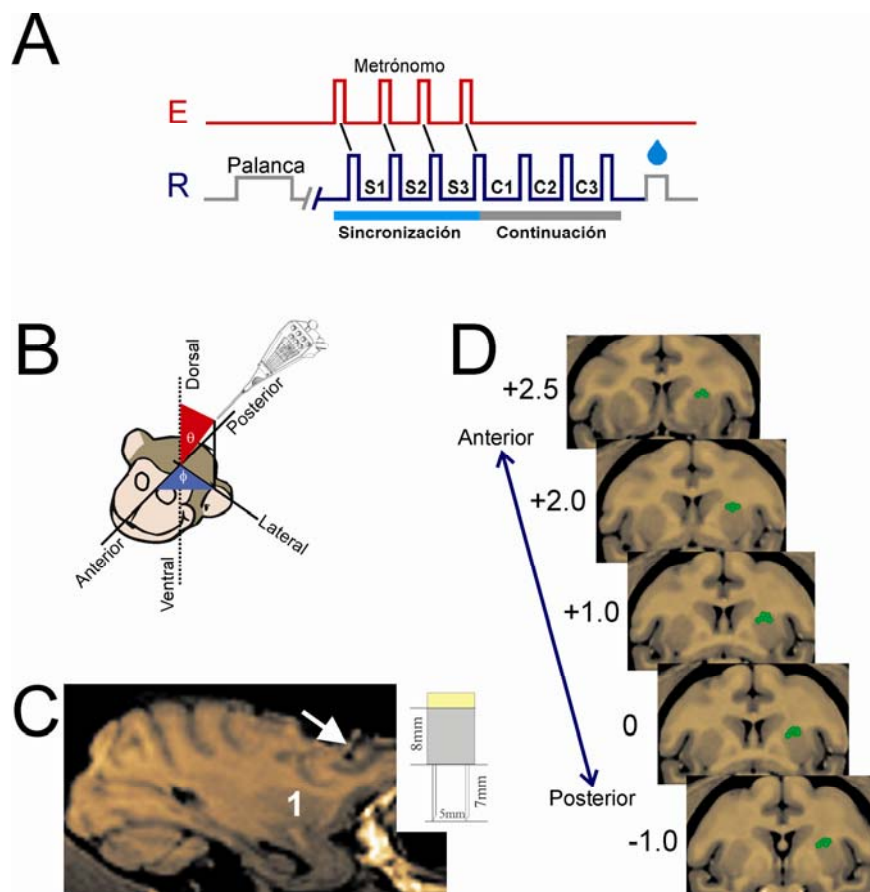 A
Metrónomo
E
Palanca
R
S1 S2 S3 C1 C2 C3
Sincronización Continuación
B
Dorsal
Posterior
θ
ϕ
Lateral
Anterior
Ventral
C
1
8mm
5mm
7mm
D
+2.5
Anterior
+2.0
+1.0
0
Posterior
-1.0